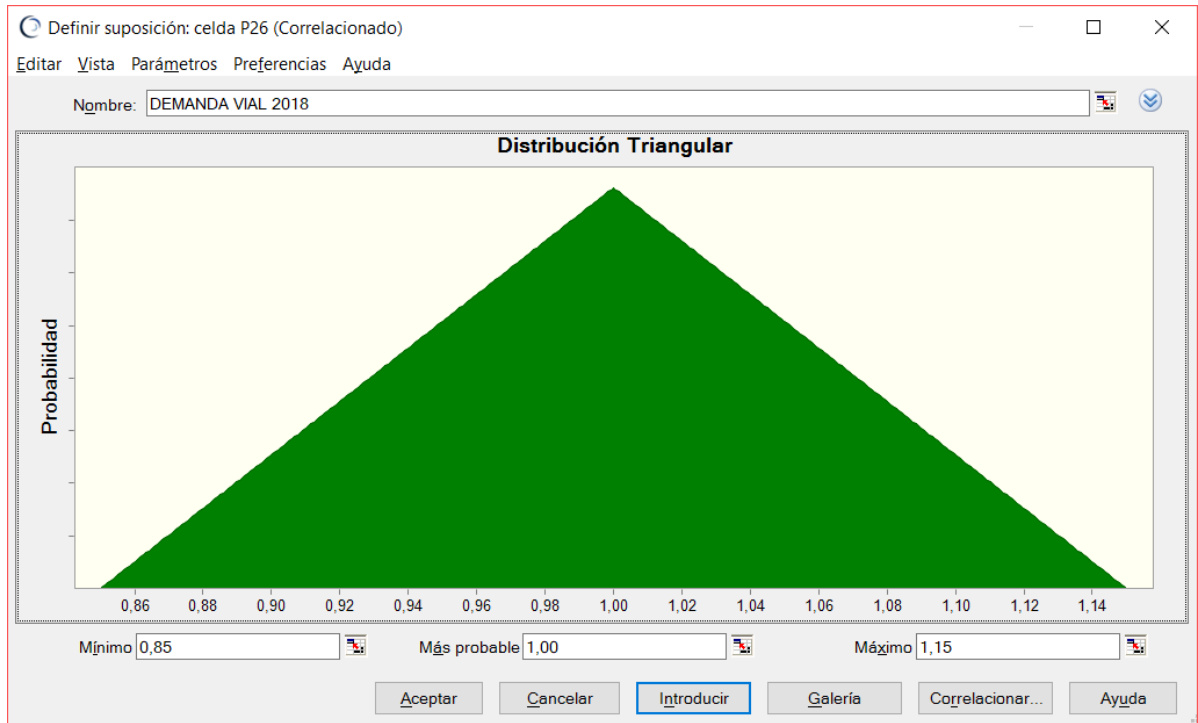 Definir suposición: celda P26 (Correlacionado)
Editar Vista Parámetros Preferencias Ayuda
Nombre: DEMANDA VIAL 2018
Distribución Triangular
Probabilidad
0,86 0,88 0,90 0,92 0,94 0,96 0,98 1,00 1,02 1,04 1,06 1,08 1,10 1,12 1,14
Mínimo 0,85 Más probable 1,00 Máximo 1,15
Aceptar Cancelar Introducir Galería Correlacionar... Ayuda